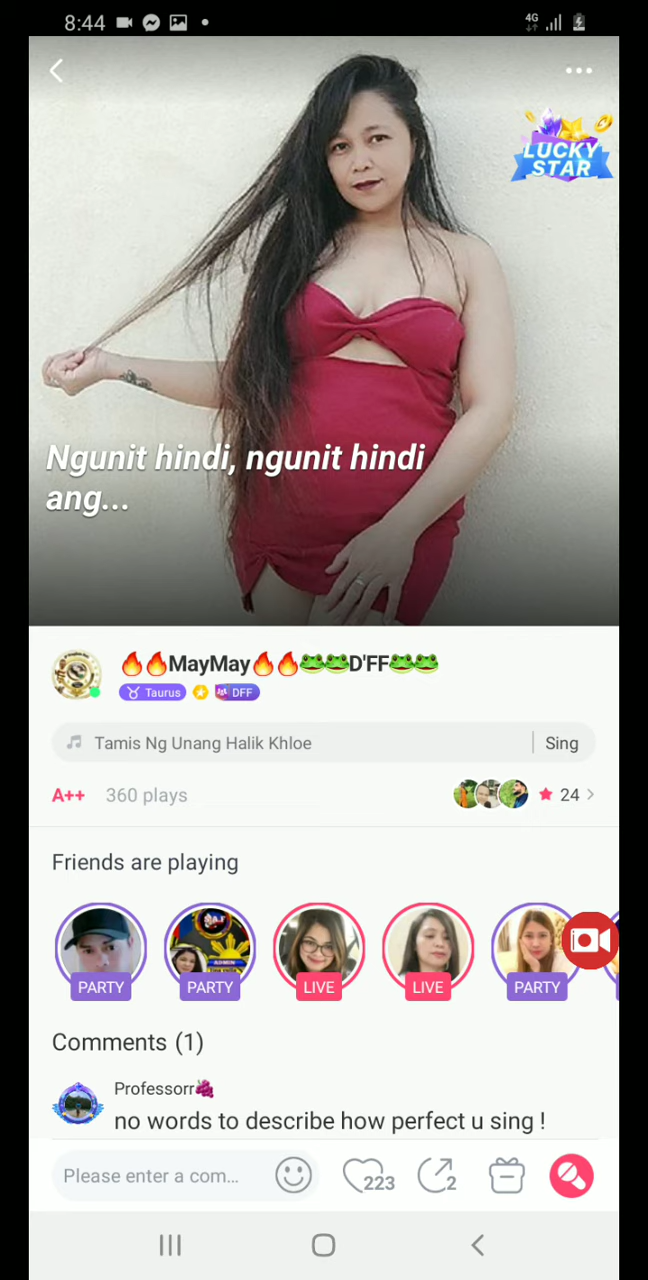 8:44
4G
LUCKY
STAR
Ngunit hindi, ngunit hindi
ang...
🔥🔥MayMay🔥🔥🐸🐸D'FF🐸🐸
Taurus DFF
Tamis Ng Unang Halik Khloe Sing
A++ 360 plays 24
Friends are playing
ADMIN
PARTY PARTY LIVE LIVE PARTY
Comments (1)
Professorr🍇
no words to describe how perfect u sing !
Please enter a com... 223 2